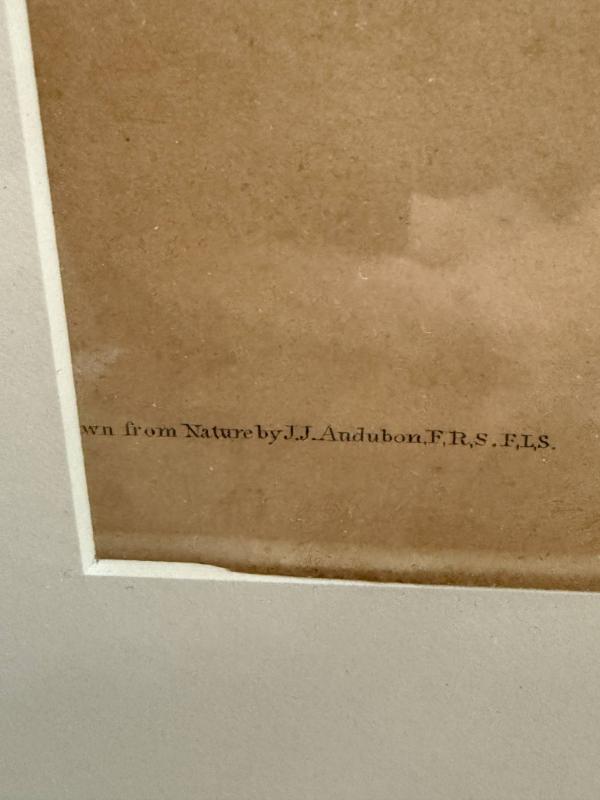 wn from Nature by J.J. Audubon, F,R,S. F,L,S.